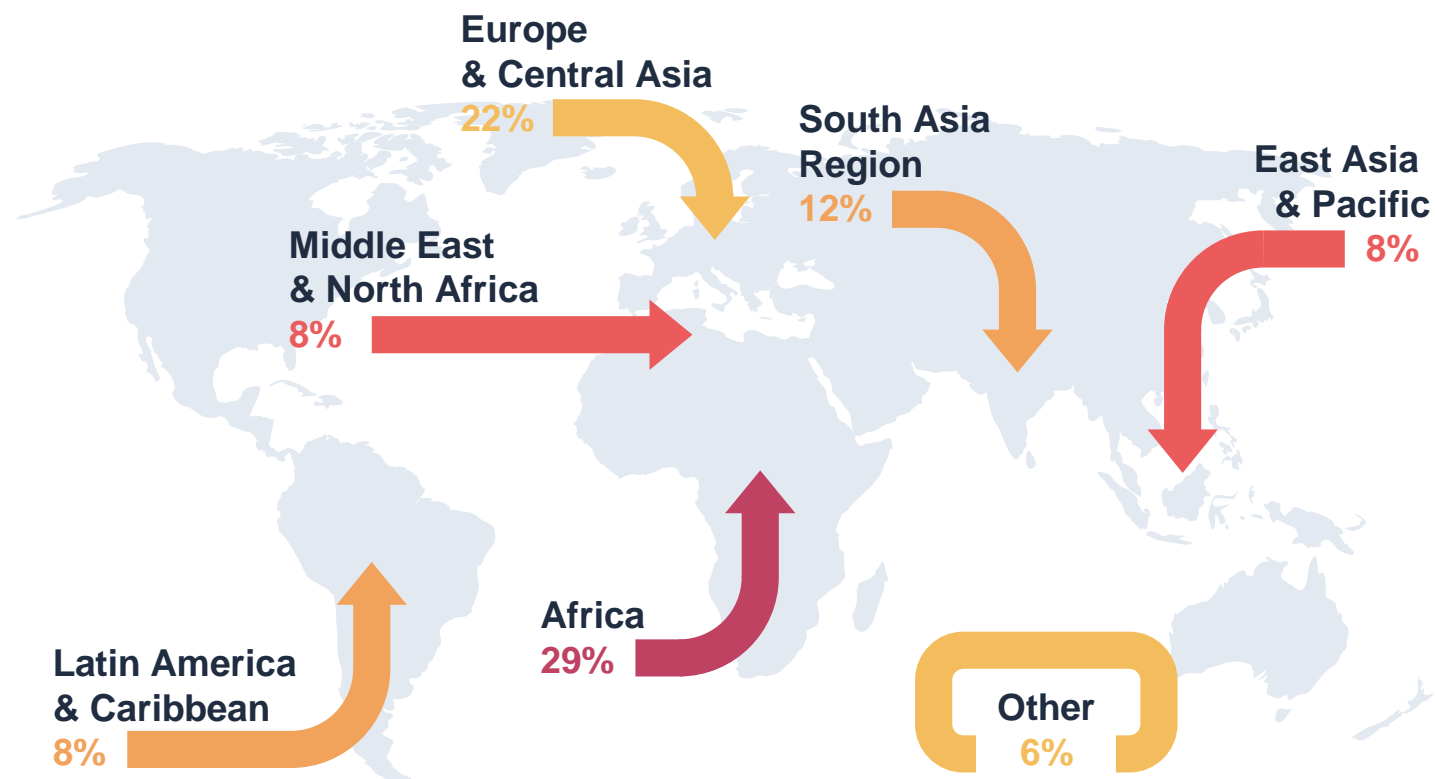 Europe
& Central Asia
22%
South Asia
Region
12%
East Asia
& Pacific
8%
Middle East
& North Africa
8%
Africa
29%
Latin America
& Caribbean
8%
Other
6%